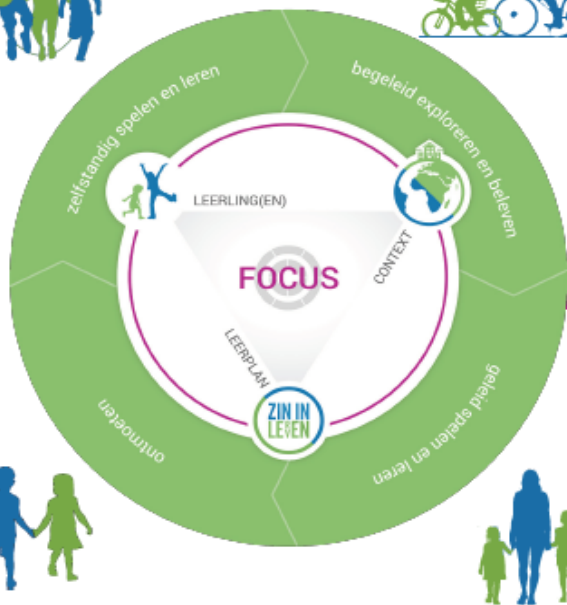 zelfstandig spelen en leren
begeleid exploreren en beleven
LEERLING(EN)
CONTEXT
FOCUS
LEERPLAN
ZIN IN
LEREN
ontmoeten
geleid spelen en leren